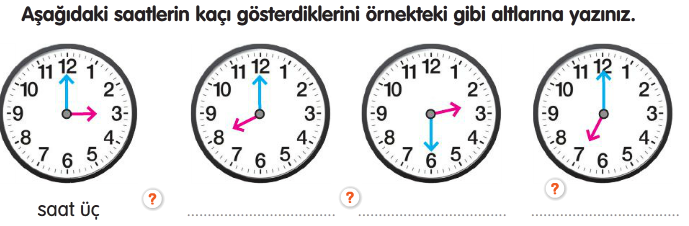 Aşağıdaki saatlerin kaçı gösterdiklerini örnekteki gibi altlarına yazınız.
12 1 2 3 4 5 6 7 8 9 10 11
12 1 2 3 4 5 6 7 8 9 10 11
12 1 2 3 4 5 6 7 8 9 10 11
12 1 2 3 4 5 6 7 8 9 10 11
saat üç ? ........................................ ? ........................................ ? ........................................